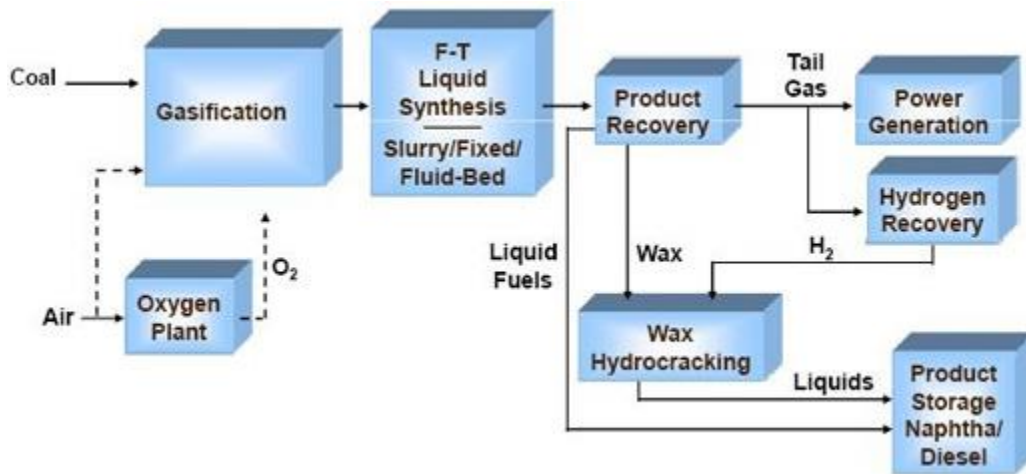 Coal
Gasification
F-T
Liquid
Synthesis
Slurry/Fixed/
Fluid-Bed
Product
Recovery
Tail
Gas
Power
Generation
Hydrogen
Recovery
H₂
Liquid
Fuels
Wax
Air
Oxygen
Plant
O₂
Wax
Hydrocracking
Liquids
Product
Storage
Naphtha/
Diesel